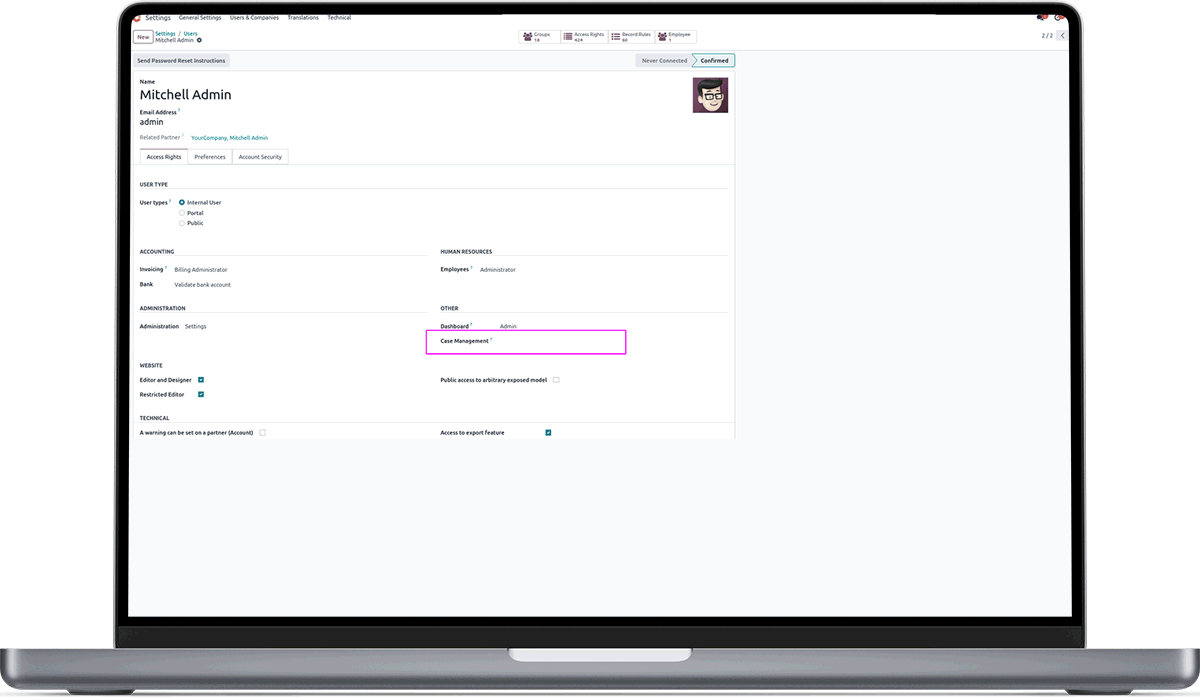 Settings General Settings Users & Companies Translations Technical
New Settings / Users
Mitchell Admin
Groups 18
Access Rights 424
Record Rules 60
Employee 1
2 / 2
Send Password Reset Instructions
Never Connected Confirmed
Name
Mitchell Admin
Email Address ?
admin
Related Partner ? YourCompany, Mitchell Admin
Access Rights Preferences Account Security
USER TYPE
User types ? Internal User
Portal
Public
ACCOUNTING HUMAN RESOURCES
Invoicing ? Billing Administrator Employees ? Administrator
Bank Validate bank account
ADMINISTRATION OTHER
Administration Settings Dashboard ? Admin
Case Management ?
WEBSITE
Editor and Designer Public access to arbitrary exposed model
Restricted Editor
TECHNICAL
A warning can be set on a partner (Account) Access to export feature